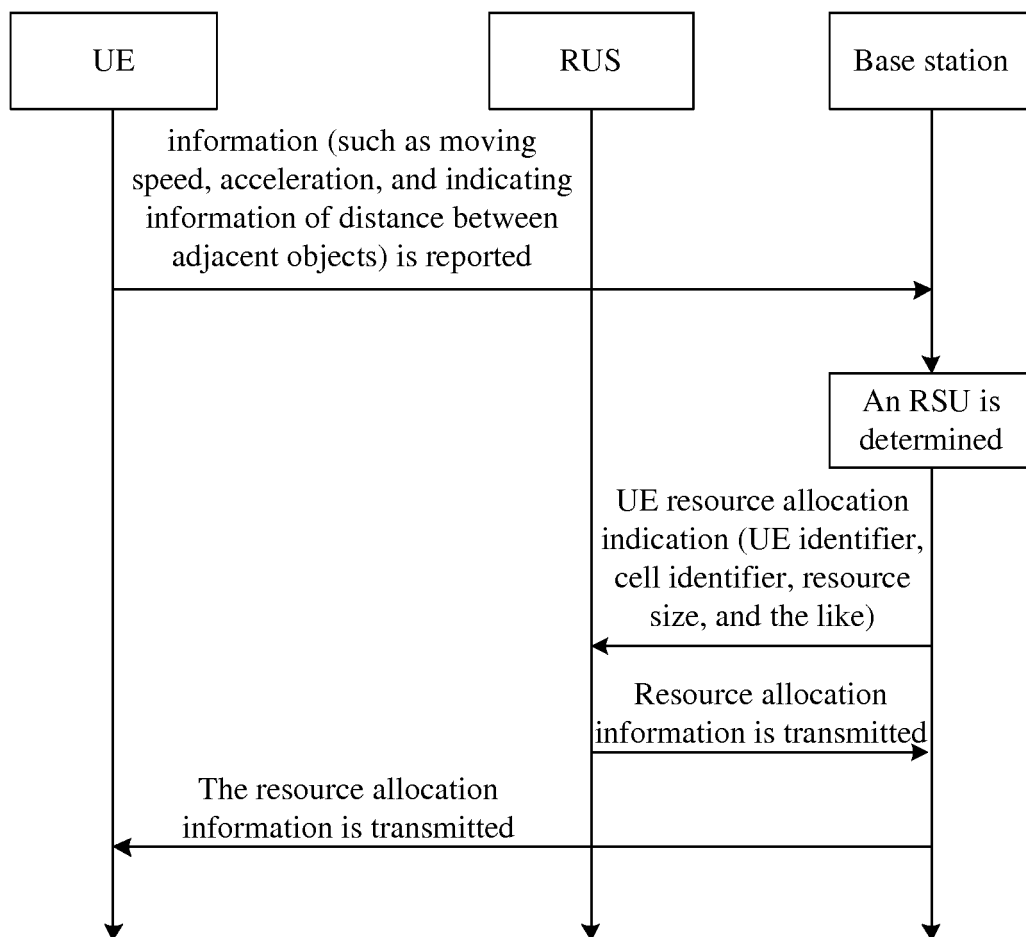 UE
RUS
Base station
information (such as moving
speed, acceleration, and indicating
information of distance between
adjacent objects) is reported
An RSU is
determined
UE resource allocation
indication (UE identifier,
cell identifier, resource
size, and the like)
Resource allocation
information is transmitted
The resource allocation
information is transmitted